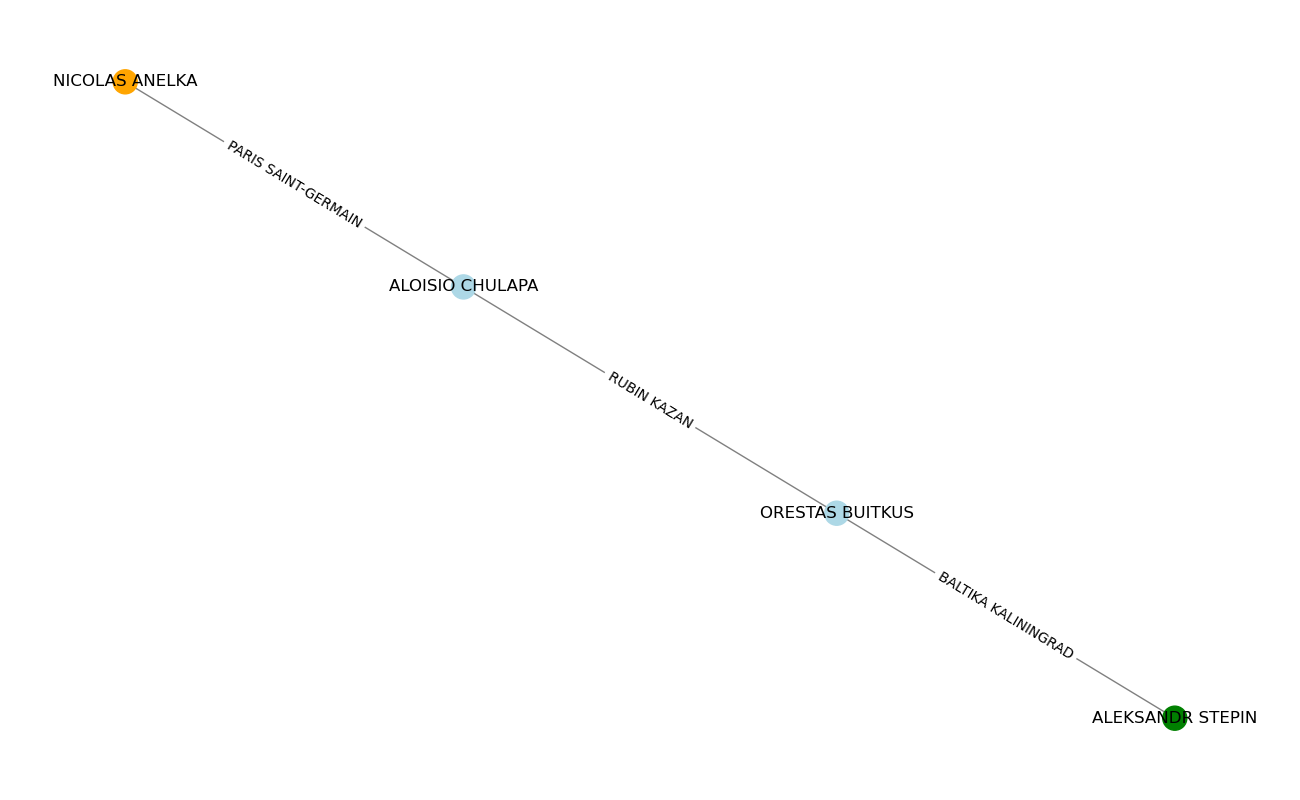 NICOLAS ANELKA
PARIS SAINT-GERMAIN
ALOISIO CHULAPA
RUBIN KAZAN
ORESTAS BUITKUS
BALTIKA KALININGRAD
ALEKSANDR STEPIN